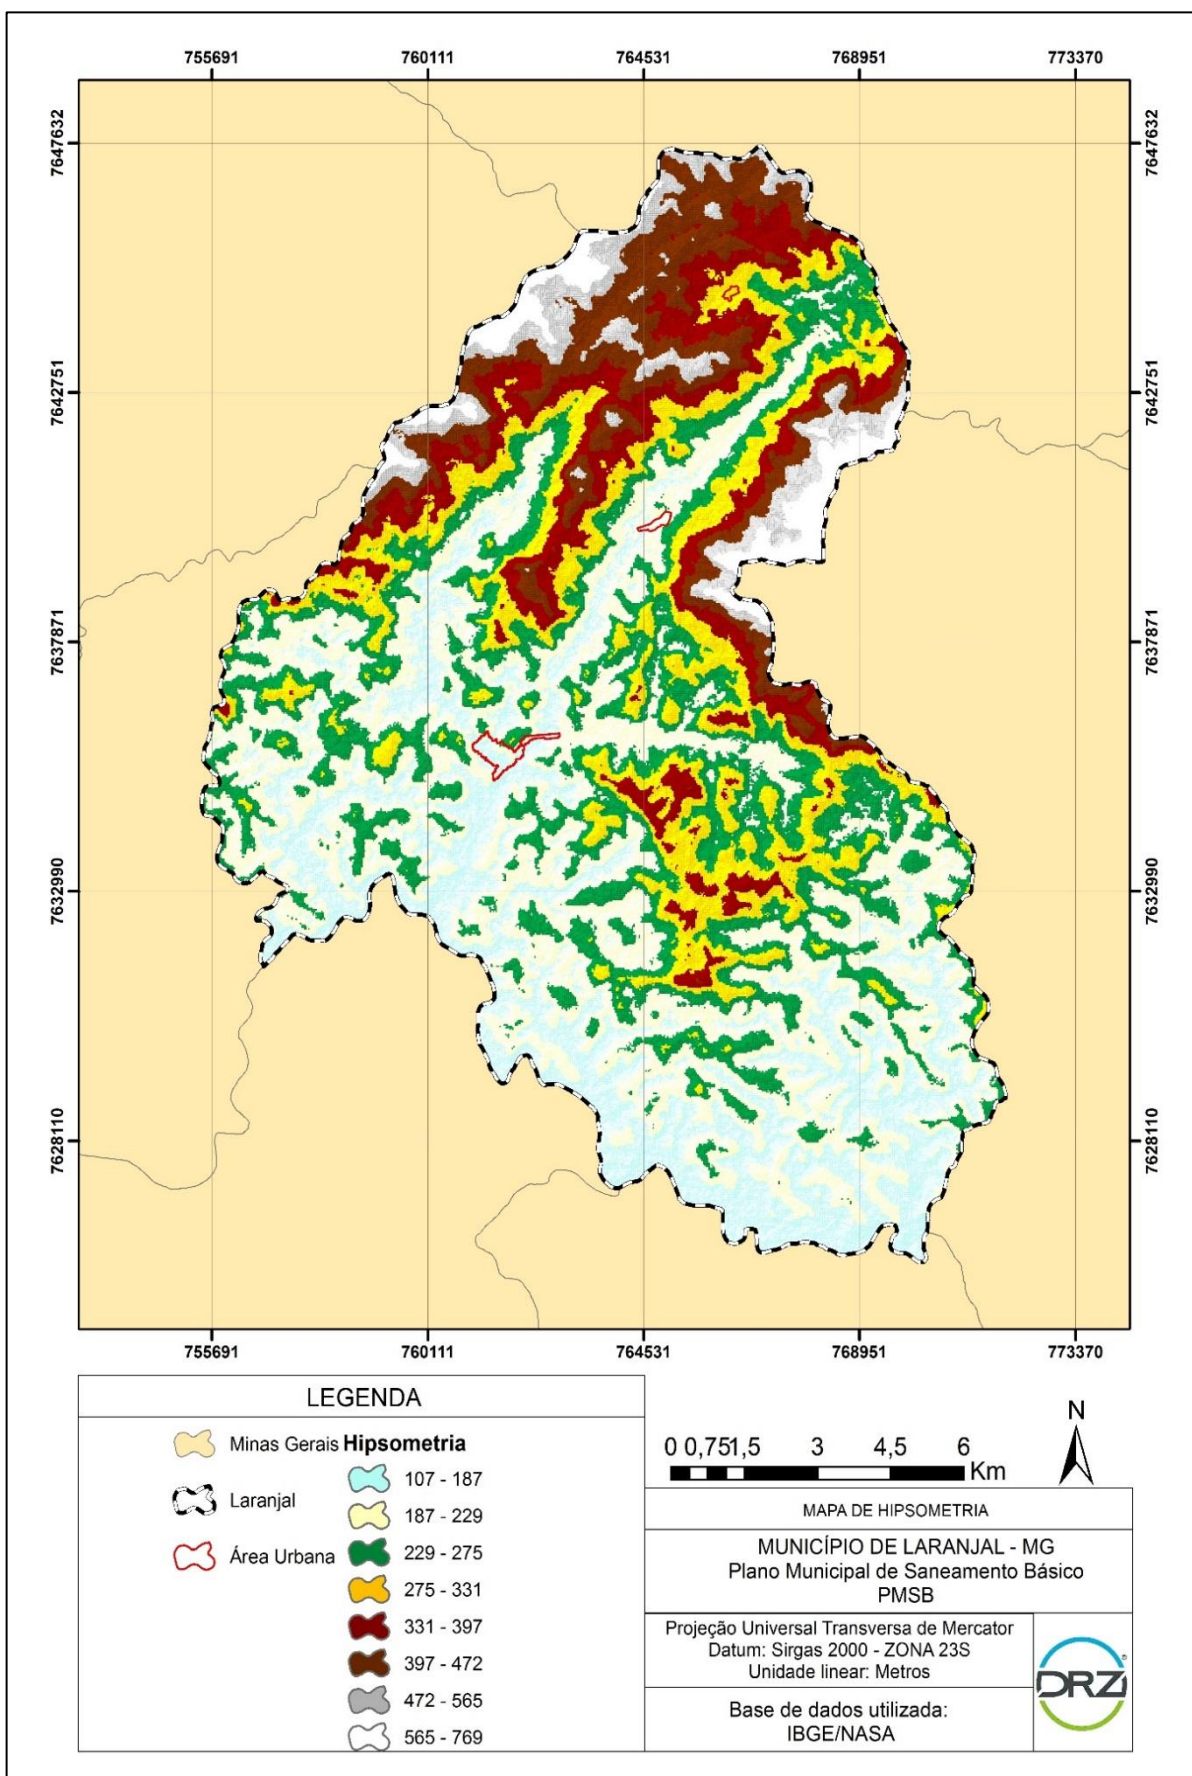 755691 760111 764531 768951 773370
7647632 7647632
7642751 7642751
7637871 7637871
7632990 7632990
7628110 7628110
755691 760111 764531 768951 773370
LEGENDA
Minas Gerais
Laranjal
Área Urbana
Hipsometria
107 - 187
187 - 229
229 - 275
275 - 331
331 - 397
397 - 472
472 - 565
565 - 769
0 0,751,5 3 4,5 6
Km
N
MAPA DE HIPSOMETRIA
MUNICÍPIO DE LARANJAL - MG
Plano Municipal de Saneamento Básico
PMSB
Projeção Universal Transversa de Mercator
Datum: Sirgas 2000 - ZONA 23S
Unidade linear: Metros
Base de dados utilizada:
IBGE/NASA
DRZ